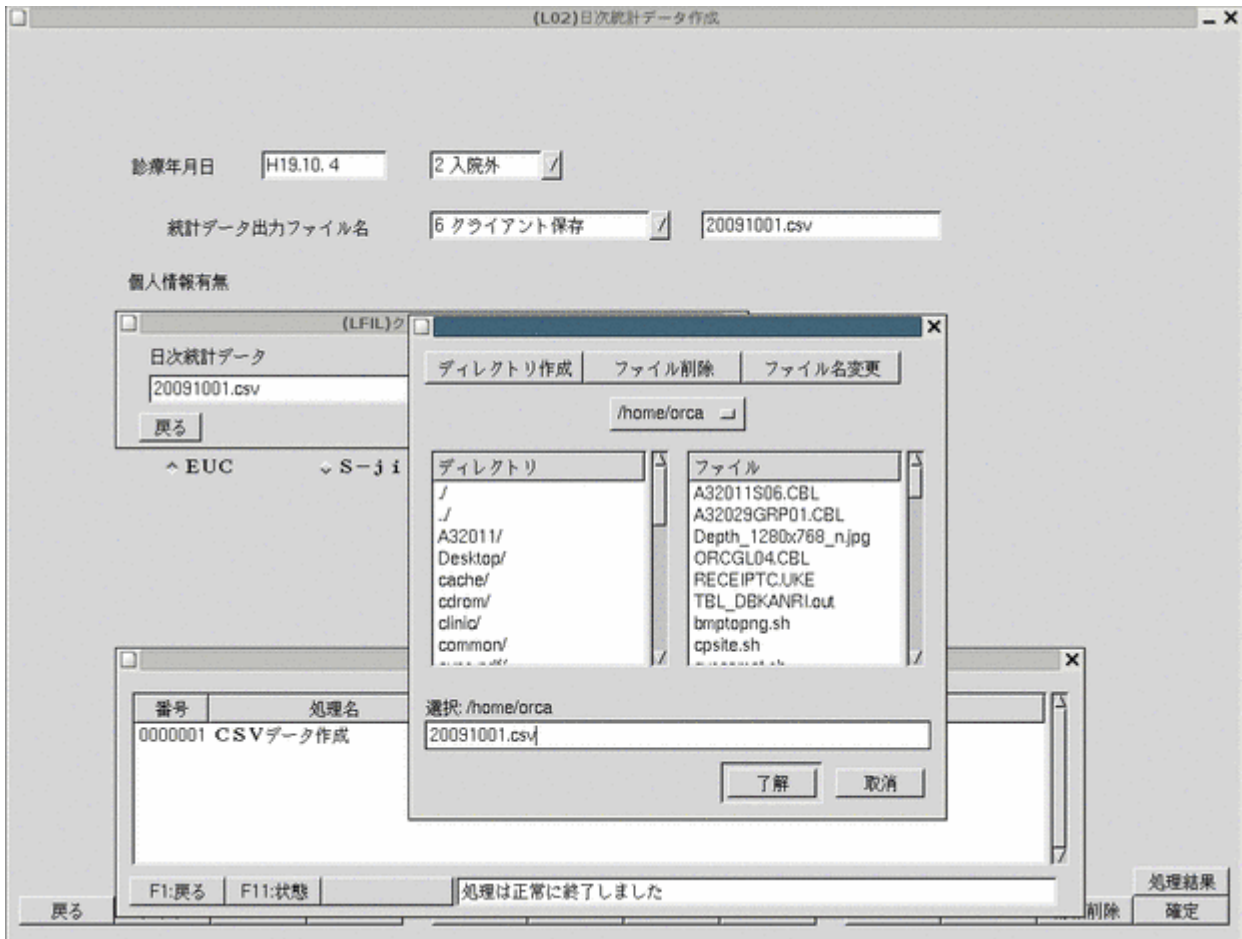 (L02)日次統計データ作成
診療年月日 H19.10. 4 2 入院外
統計データ出力ファイル名 6 クライアント保存 20091001.csv
個人情報有無
(LFIL)ク
日次統計データ
20091001.csv
戻る
EUC S-ji
ディレクトリ作成 ファイル削除 ファイル名変更
/home/orca
ディレクトリ
./
../
A32011/
Desktop/
cache/
cdrom/
clinic/
common/
ファイル
A32011S06.CBL
A32029GRP01.CBL
Depth_1280x768_n.jpg
ORCGL04.CBL
RECEIPTC.UKE
TBL_DBKANRI.out
bmptopng.sh
cpsite.sh
選択: /home/orca
20091001.csv
了解 取消
番号 処理名
0000001 CSVデータ作成
F1:戻る F11:状態 処理は正常に終了しました
処理結果
戻る 削除 確定